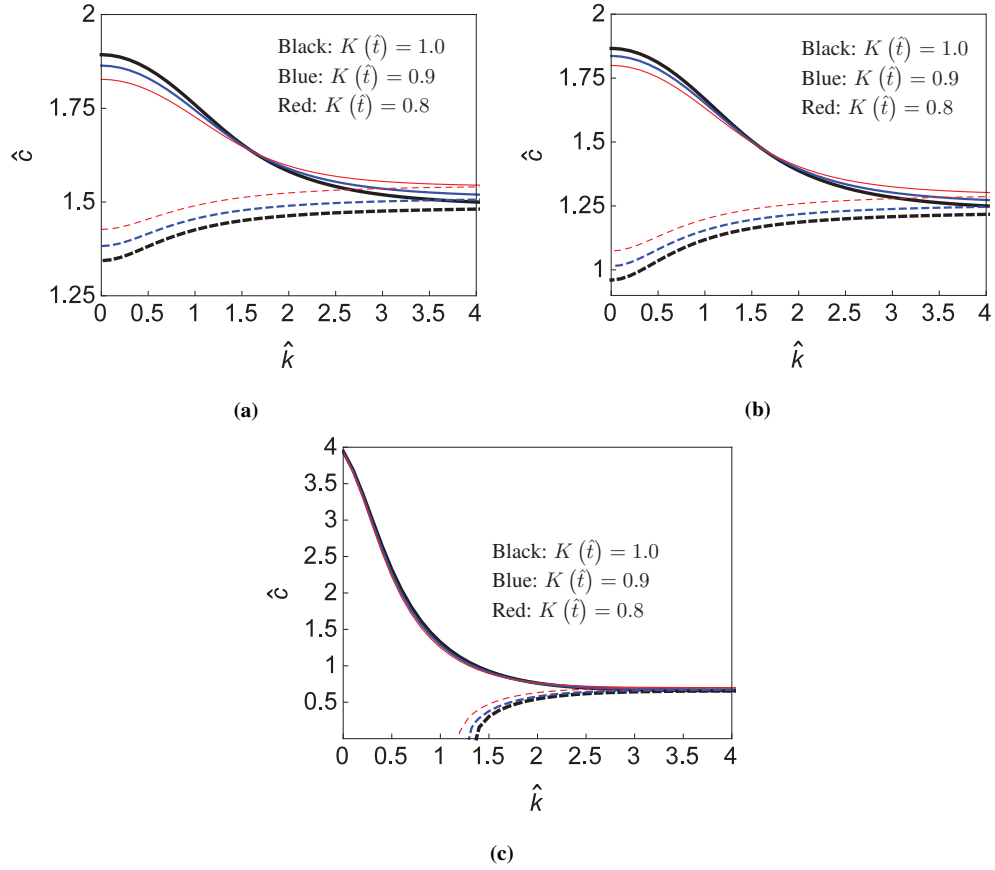 2
1.75
1.5
1.25
ĉ
0 0.5 1 1.5 2 2.5 3 3.5 4
k̂
Black: K (t̂) = 1.0
Blue: K (t̂) = 0.9
Red: K (t̂) = 0.8
(a)
2
1.75
1.5
1.25
1
ĉ
0 0.5 1 1.5 2 2.5 3 3.5 4
k̂
Black: K (t̂) = 1.0
Blue: K (t̂) = 0.9
Red: K (t̂) = 0.8
(b)
4
3.5
3
2.5
2
1.5
1
0.5
ĉ
0 0.5 1 1.5 2 2.5 3 3.5 4
k̂
Black: K (t̂) = 1.0
Blue: K (t̂) = 0.9
Red: K (t̂) = 0.8
(c)